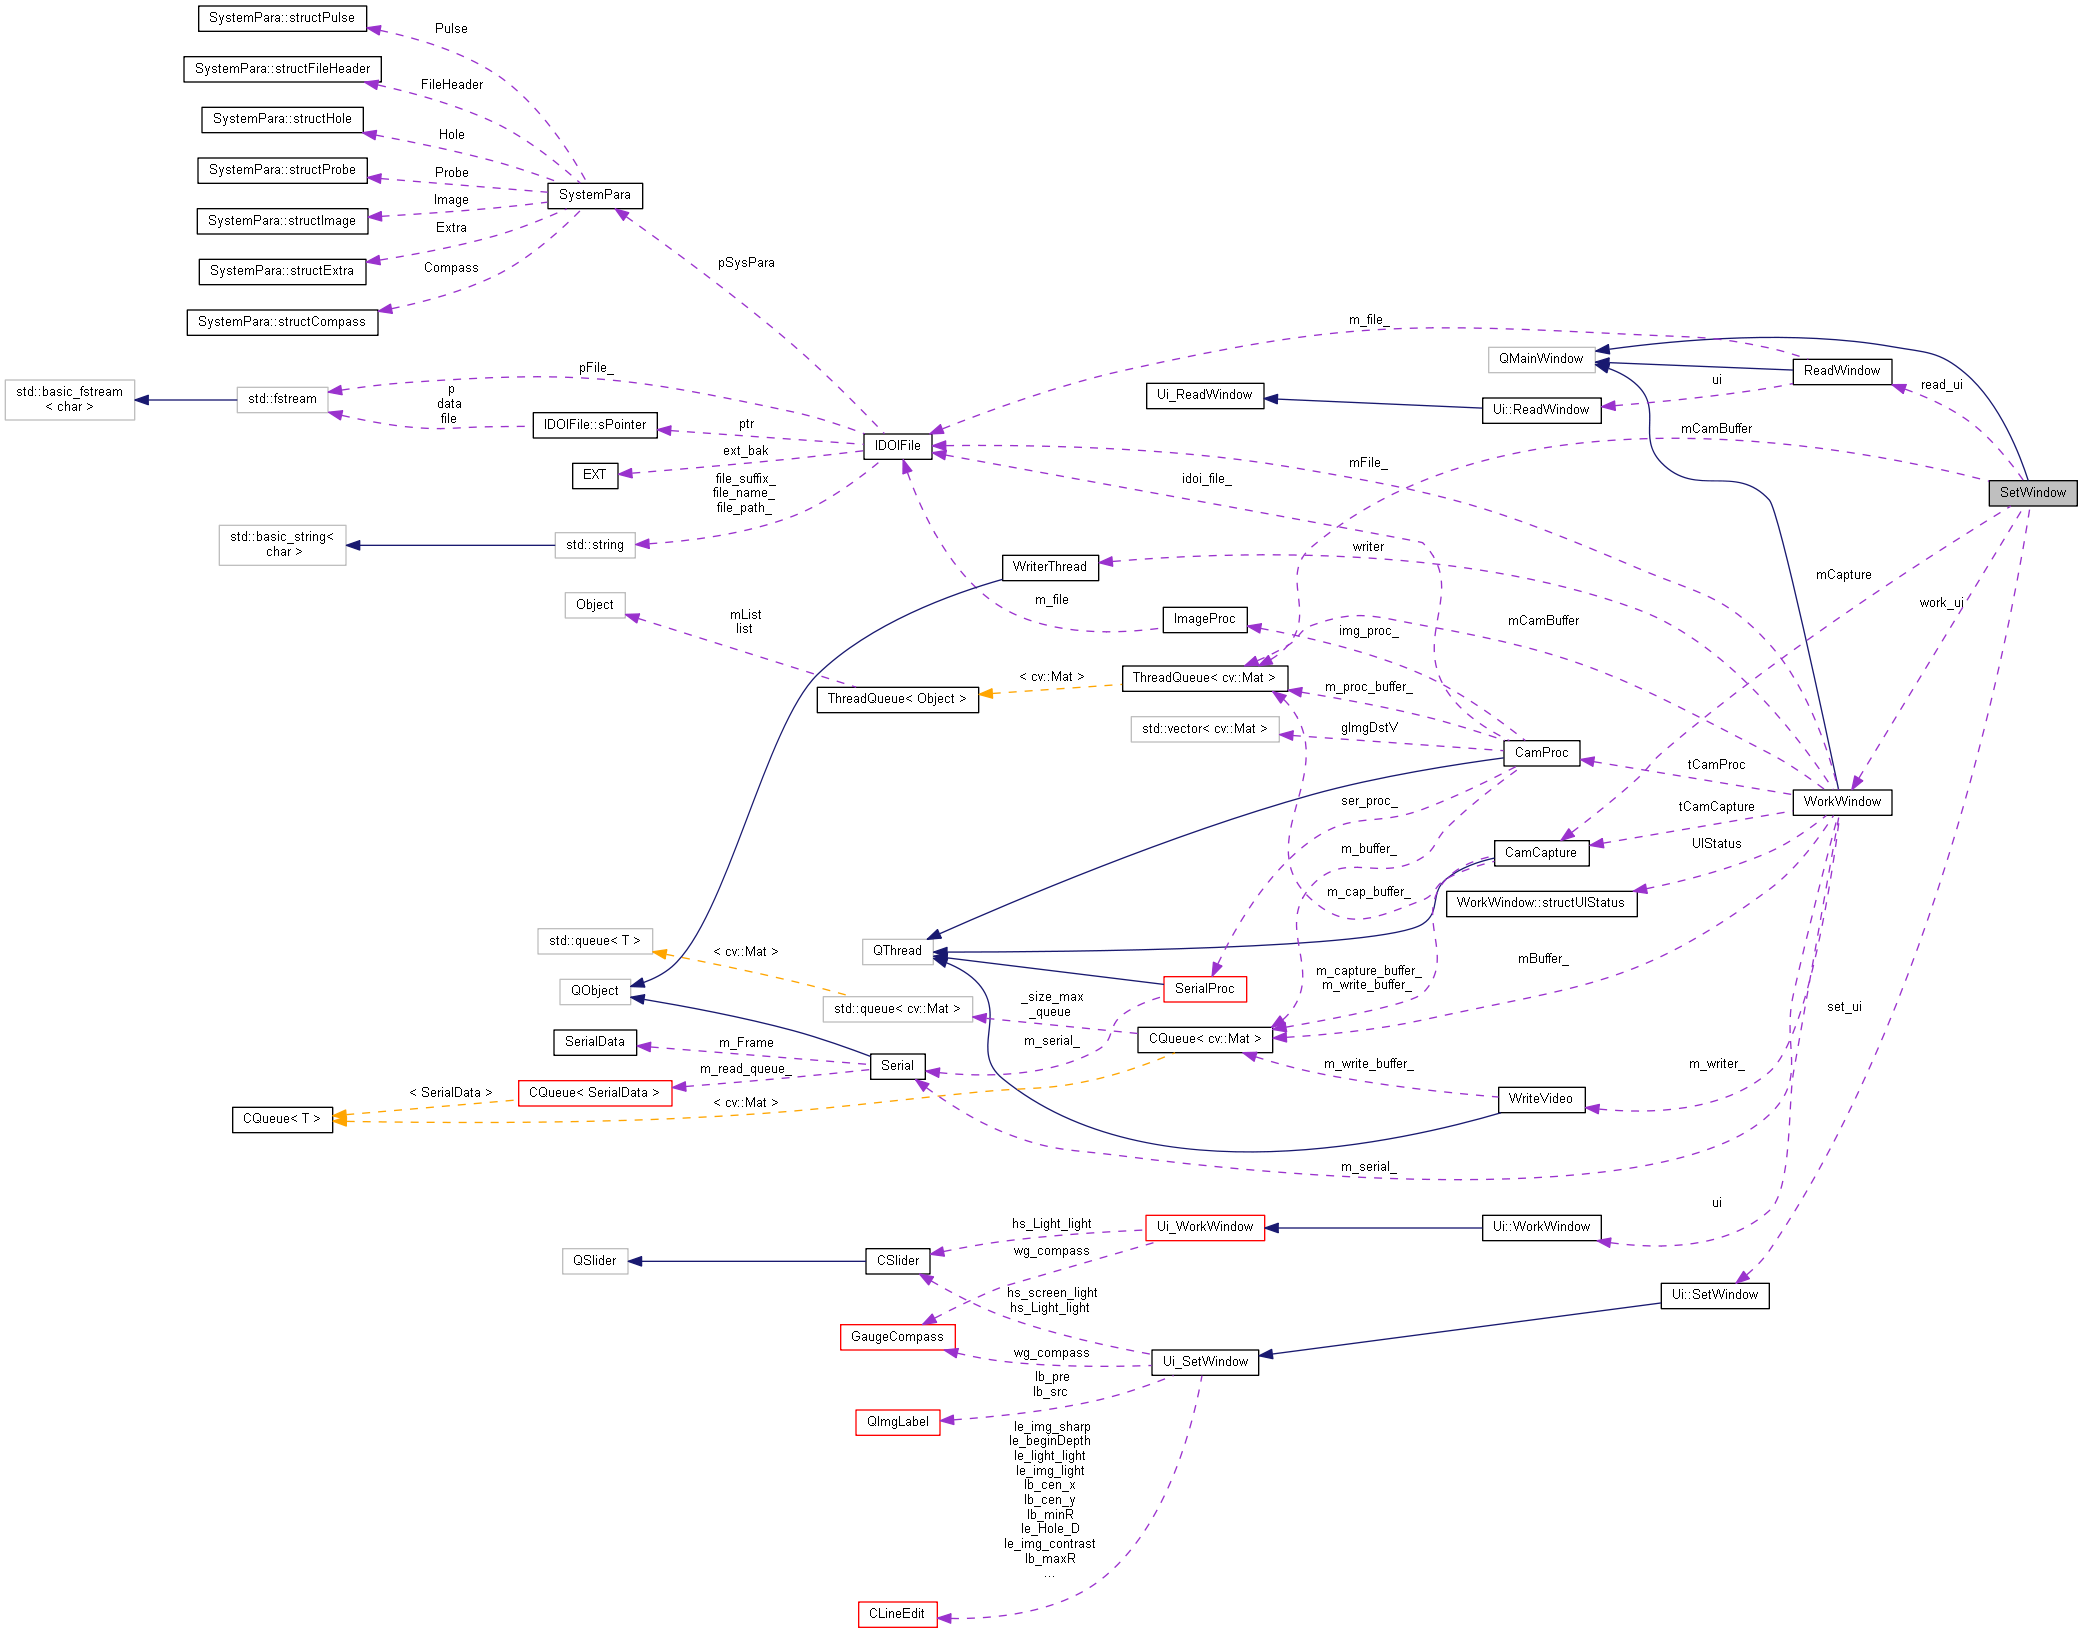 SystemPara::structPulse
Pulse
SystemPara::structFileHeader
FileHeader
SystemPara::structHole
Hole
SystemPara::structProbe
Probe
SystemPara
SystemPara::structImage
Image
Extra
SystemPara::structExtra
Compass
pSysPara
SystemPara::structCompass
m_file_
QMainWindow
ReadWindow
pFile_
ui
read_ui
std::basic_fstream
< char >
std::fstream
p
data
file
Ui_ReadWindow
Ui::ReadWindow
IDOIFile::sPointer
ptr
IDOIFile
mCamBuffer
ext_bak
EXT
mFile_
idoi_file_
SetWindow
file_suffix_
file_name_
file_path_
std::basic_string<
char >
std::string
writer
WriterThread
mCapture
Object
m_file
mList
list
ImageProc
img_proc_
mCamBuffer
work_ui
ThreadQueue< Object >
< cv::Mat >
ThreadQueue< cv::Mat >
m_proc_buffer_
std::vector< cv::Mat >
gImgDstV
CamProc
tCamProc
WorkWindow
ser_proc_
tCamCapture
m_buffer_
CamCapture
UIStatus
m_cap_buffer_
WorkWindow::structUIStatus
std::queue< T >
< cv::Mat >
QThread
mBuffer_
QObject
std::queue< cv::Mat >
_size_max
_queue
SerialProc
m_capture_buffer_
m_write_buffer_
set_ui
SerialData
m_Frame
m_serial_
CQueue< cv::Mat >
m_read_queue_
Serial
m_write_buffer_
m_writer_
CQueue< T >
< SerialData >
CQueue< SerialData >
< cv::Mat >
WriteVideo
m_serial_
ui
hs_Light_light
Ui_WorkWindow
Ui::WorkWindow
QSlider
CSlider
wg_compass
hs_screen_light
hs_Light_light
Ui::SetWindow
GaugeCompass
wg_compass
Ui_SetWindow
lb_pre
lb_src
QImgLabel
le_img_sharp
le_beginDepth
le_light_light
le_img_light
lb_cen_x
lb_cen_y
lb_minR
le_Hole_D
le_img_contrast
lb_maxR
...
CLineEdit